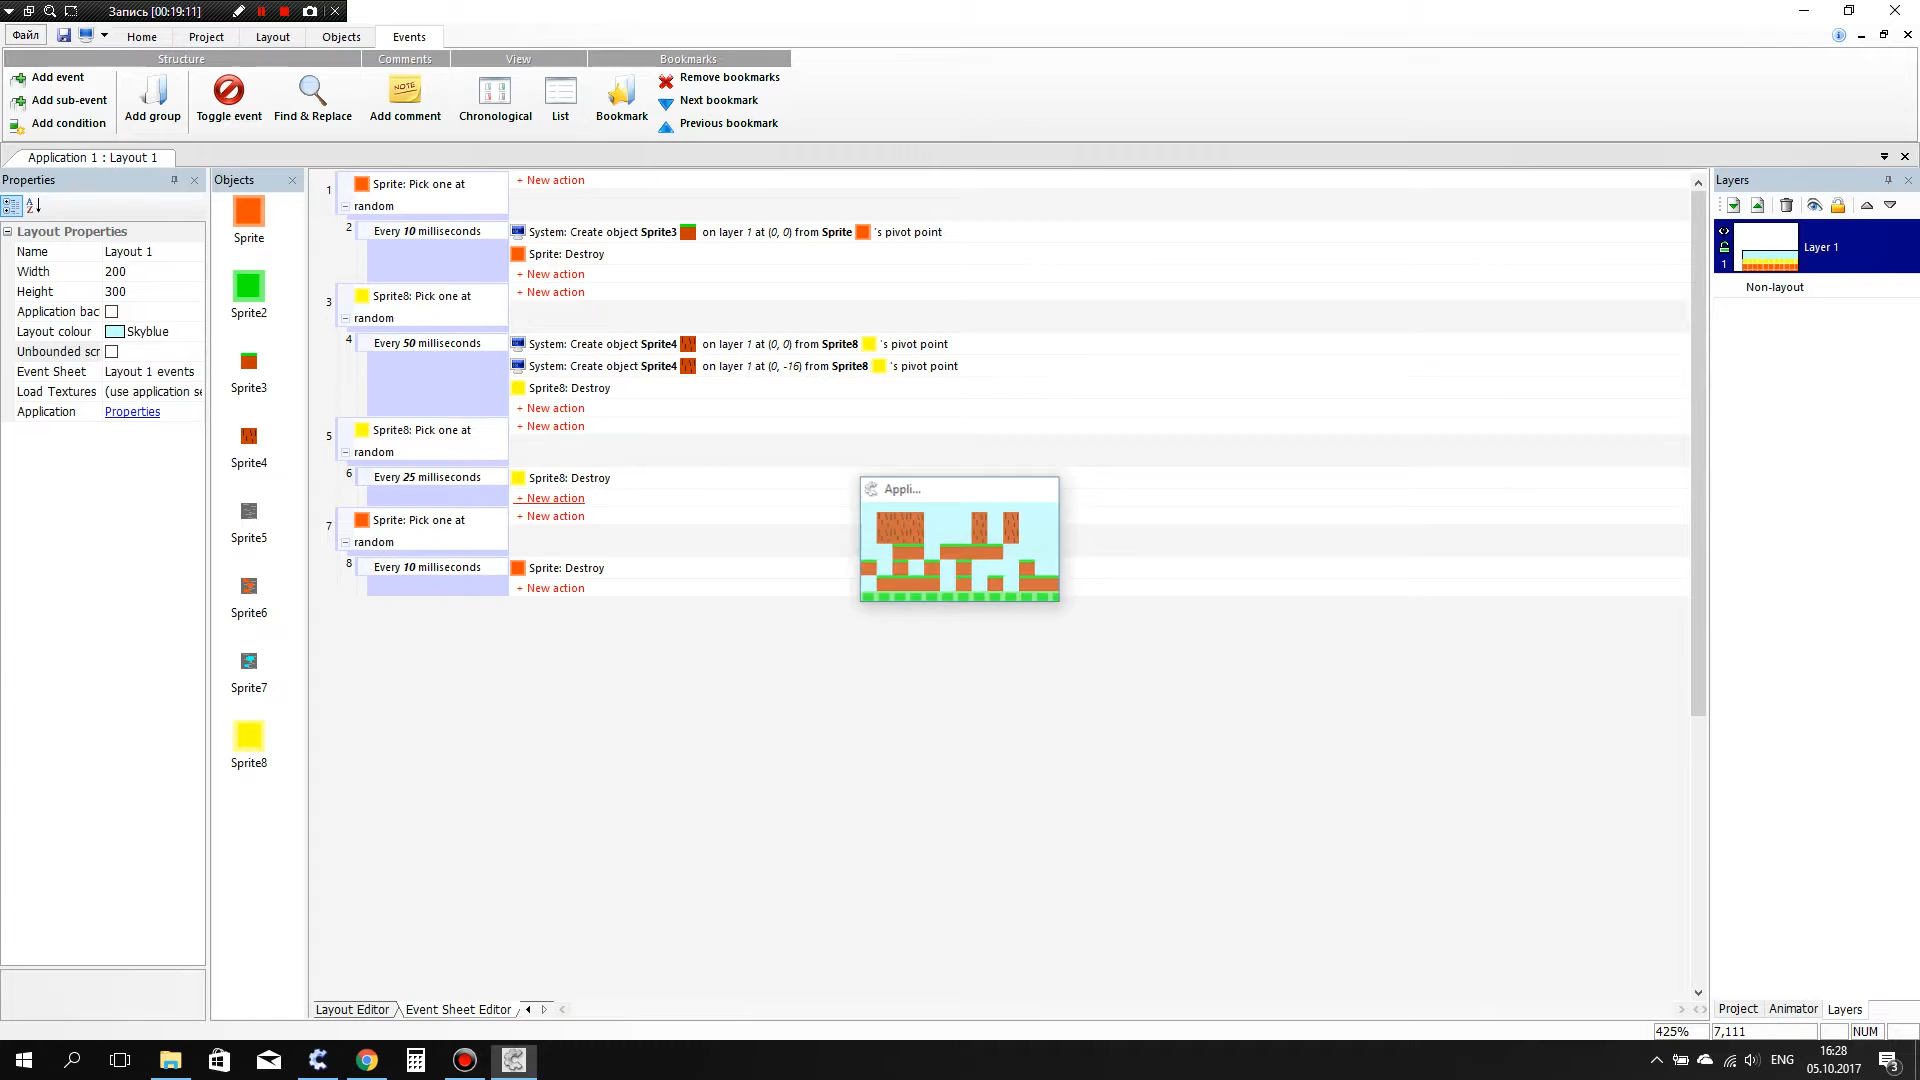 Запись [00:19:11]
Файл
Home
Project
Layout
Objects
Events
Structure
Comments
View
Bookmarks
Add event
Add sub-event
Add condition
Add group
Toggle event
Find & Replace
NOTE
Add comment
Chronological
List
Bookmark
Remove bookmarks
Next bookmark
Previous bookmark
Application 1 : Layout 1
Properties
Layout Properties
Name Layout 1
Width 200
Height 300
Application bac
Layout colour Skyblue
Unbounded scr
Event Sheet Layout 1 events
Load Textures (use application se
Application Properties
Objects
Sprite
Sprite2
Sprite3
Sprite4
Sprite5
Sprite6
Sprite7
Sprite8
1 Sprite: Pick one at random
+ New action
2 Every 10 milliseconds
System: Create object Sprite3 on layer 1 at (0, 0) from Sprite 's pivot point
Sprite: Destroy
+ New action
3 Sprite8: Pick one at random
+ New action
4 Every 50 milliseconds
System: Create object Sprite4 on layer 1 at (0, 0) from Sprite8 's pivot point
System: Create object Sprite4 on layer 1 at (0, -16) from Sprite8 's pivot point
Sprite8: Destroy
+ New action
5 Sprite8: Pick one at random
+ New action
6 Every 25 milliseconds
Sprite8: Destroy
+ New action
7 Sprite: Pick one at random
+ New action
8 Every 10 milliseconds
Sprite: Destroy
+ New action
Appli...
Layers
1 Layer 1
Non-layout
Layout Editor
Event Sheet Editor
Project
Animator
Layers
425%
7,111
NUM
ENG
16:28
05.10.2017
3